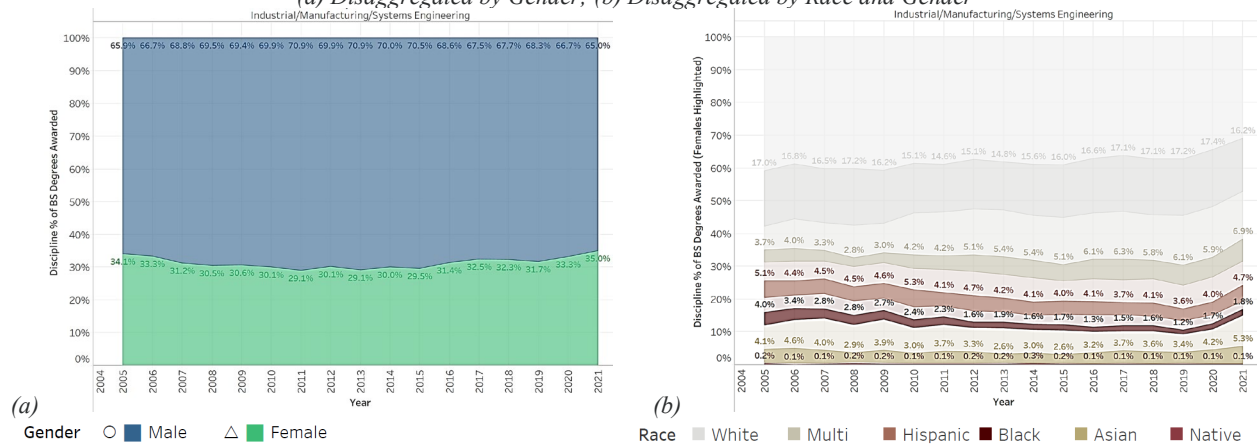 (a) Disaggregated by Gender; (b) Disaggregated by Race and Gender
Industrial/Manufacturing/Systems Engineering
Discipline % of BS Degrees Awarded
100%
90%
80%
70%
60%
50%
40%
30%
20%
10%
0%
65.9% 66.7% 68.8% 69.5% 69.4% 69.9% 70.9% 69.9% 70.9% 70.0% 70.5% 68.6% 67.5% 67.7% 68.3% 66.7% 65.0%
34.1% 33.3% 31.2% 30.5% 30.6% 30.1% 29.1% 30.1% 29.1% 30.0% 29.5% 31.4% 32.5% 32.3% 31.7% 33.3% 35.0%
2004 2005 2006 2007 2008 2009 2010 2011 2012 2013 2014 2015 2016 2017 2018 2019 2020 2021
Year
(a)
Gender Male Female
Industrial/Manufacturing/Systems Engineering
Discipline % of BS Degrees Awarded (Females Highlighted)
100%
90%
80%
70%
60%
50%
40%
30%
20%
10%
0%
17.0% 16.8% 16.5% 17.2% 16.2% 15.1% 14.6% 15.1% 14.8% 15.6% 16.0% 16.6% 17.1% 17.1% 17.2% 17.4% 16.2%
3.7% 4.0% 3.3% 2.8% 3.0% 4.2% 4.2% 5.1% 5.4% 5.4% 5.1% 6.1% 6.3% 5.8% 6.1% 5.9% 6.9%
5.1% 4.4% 4.5% 4.5% 4.6% 5.3% 4.1% 4.7% 4.2% 4.1% 4.0% 4.1% 3.7% 4.1% 3.6% 4.0% 4.7%
4.0% 3.4% 2.8% 2.8% 2.7% 2.4% 2.3% 1.6% 1.9% 1.6% 1.7% 1.3% 1.5% 1.6% 1.2% 1.7% 1.8%
4.1% 4.6% 4.0% 2.9% 3.9% 3.0% 3.7% 3.3% 2.6% 3.0% 2.6% 3.2% 3.7% 3.6% 3.4% 4.2% 5.3%
0.2% 0.1% 0.1% 0.2% 0.2% 0.1% 0.1% 0.2% 0.2% 0.3% 0.2% 0.1% 0.1% 0.1% 0.1% 0.1% 0.1%
2004 2005 2006 2007 2008 2009 2010 2011 2012 2013 2014 2015 2016 2017 2018 2019 2020 2021
Year
(b)
Race White Multi Hispanic Black Asian Native